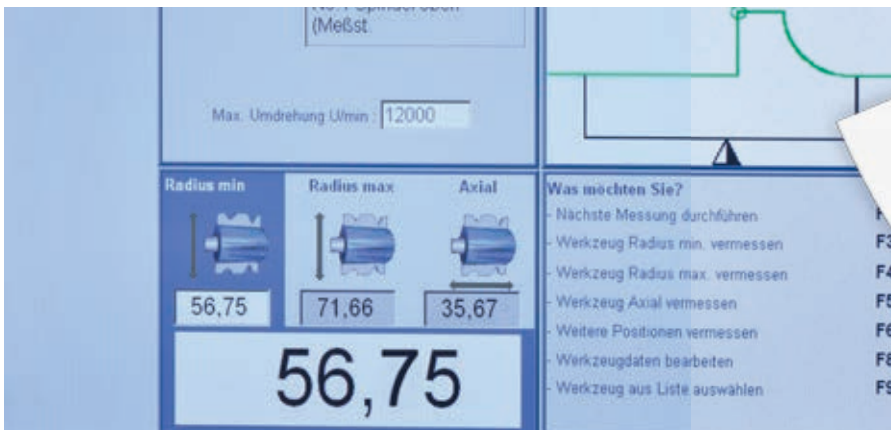 (Meßst.
Max. Umdrehung U/min : 12000
Radius min
Radius max
Axial
56,75
71,66
35,67
56,75
Was möchten Sie?
- Nächste Messung durchführen
- Werkzeug Radius min. vermessen F3
- Werkzeug Radius max. vermessen F4
- Werkzeug Axial vermessen F5
- Weitere Positionen vermessen F6
- Werkzeugdaten bearbeiten F8
- Werkzeug aus Liste auswählen F9